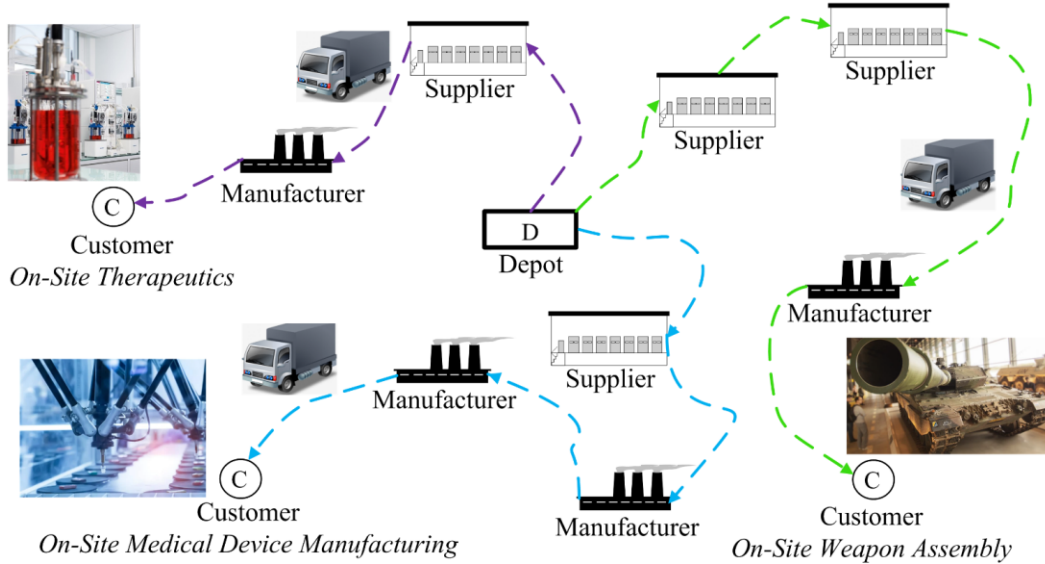 Supplier
Supplier
Supplier
Manufacturer
C
Customer
On-Site Therapeutics
D
Depot
Manufacturer
Supplier
Manufacturer
C
Customer
On-Site Medical Device Manufacturing
Manufacturer
C
Customer
On-Site Weapon Assembly